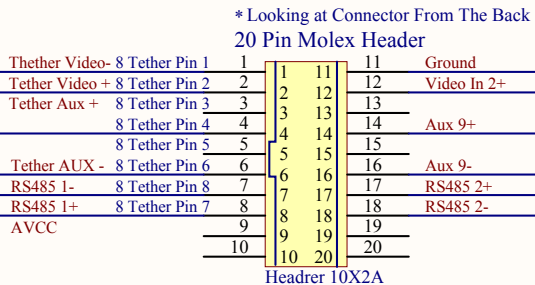 * Looking at Connector From The Back
20 Pin Molex Header
Thether Video- 8 Tether Pin 1 1 1 11 11 Ground
Tether Video + 8 Tether Pin 2 2 2 12 12 Video In 2+
Tether Aux + 8 Tether Pin 3 3 3 13 13
8 Tether Pin 4 4 4 14 14 Aux 9+
8 Tether Pin 5 5 5 15 15
Tether AUX - 8 Tether Pin 6 6 6 16 16 Aux 9-
RS485 1- 8 Tether Pin 8 7 7 17 17 RS485 2+
RS485 1+ 8 Tether Pin 7 8 8 18 18 RS485 2-
AVCC 9 9 19 19
10 10 20 20
Headrer 10X2A